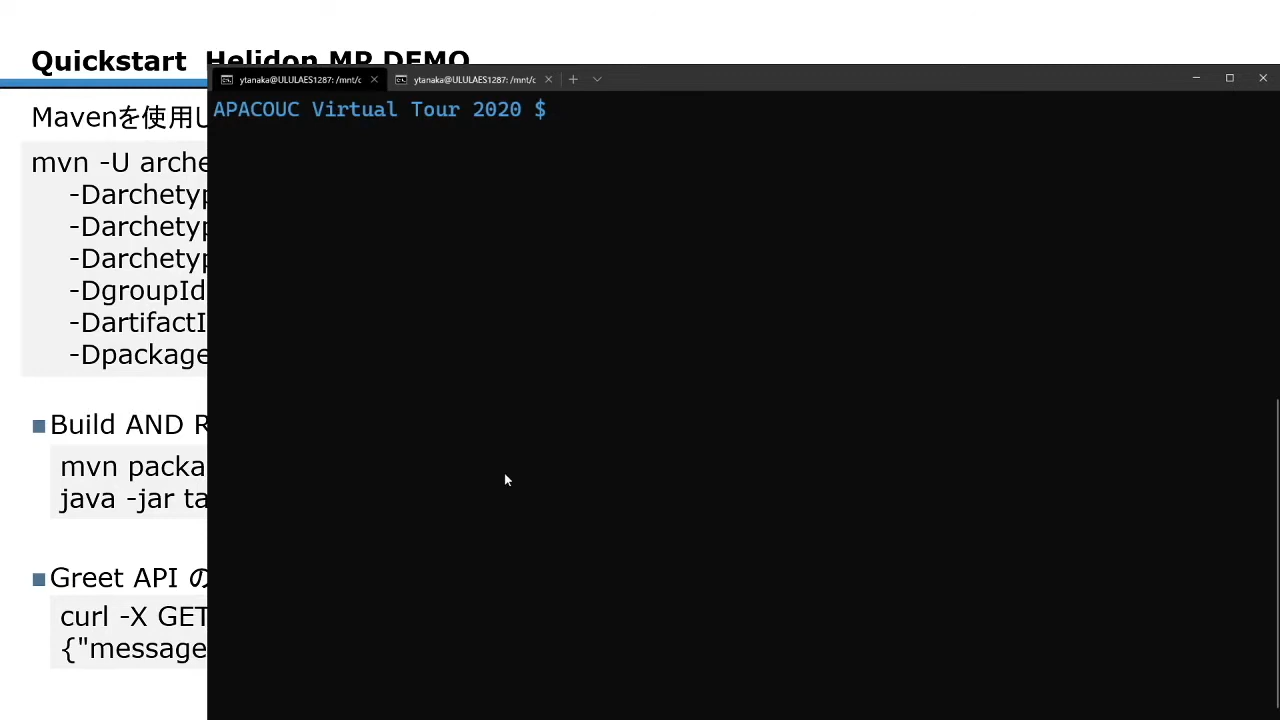 Quickstart Helidon MP DEMO
ytanaka@ULULAES1287: /mnt/c
ytanaka@ULULAES1287: /mnt/c
APACOUC Virtual Tour 2020 $
Mavenを使用し
mvn -U arche
-Darchetyp
-Darchetyp
-Darchetyp
-DgroupId
-DartifactI
-Dpackage
Build AND R
mvn packa
java -jar ta
Greet API の
curl -X GET
{"message